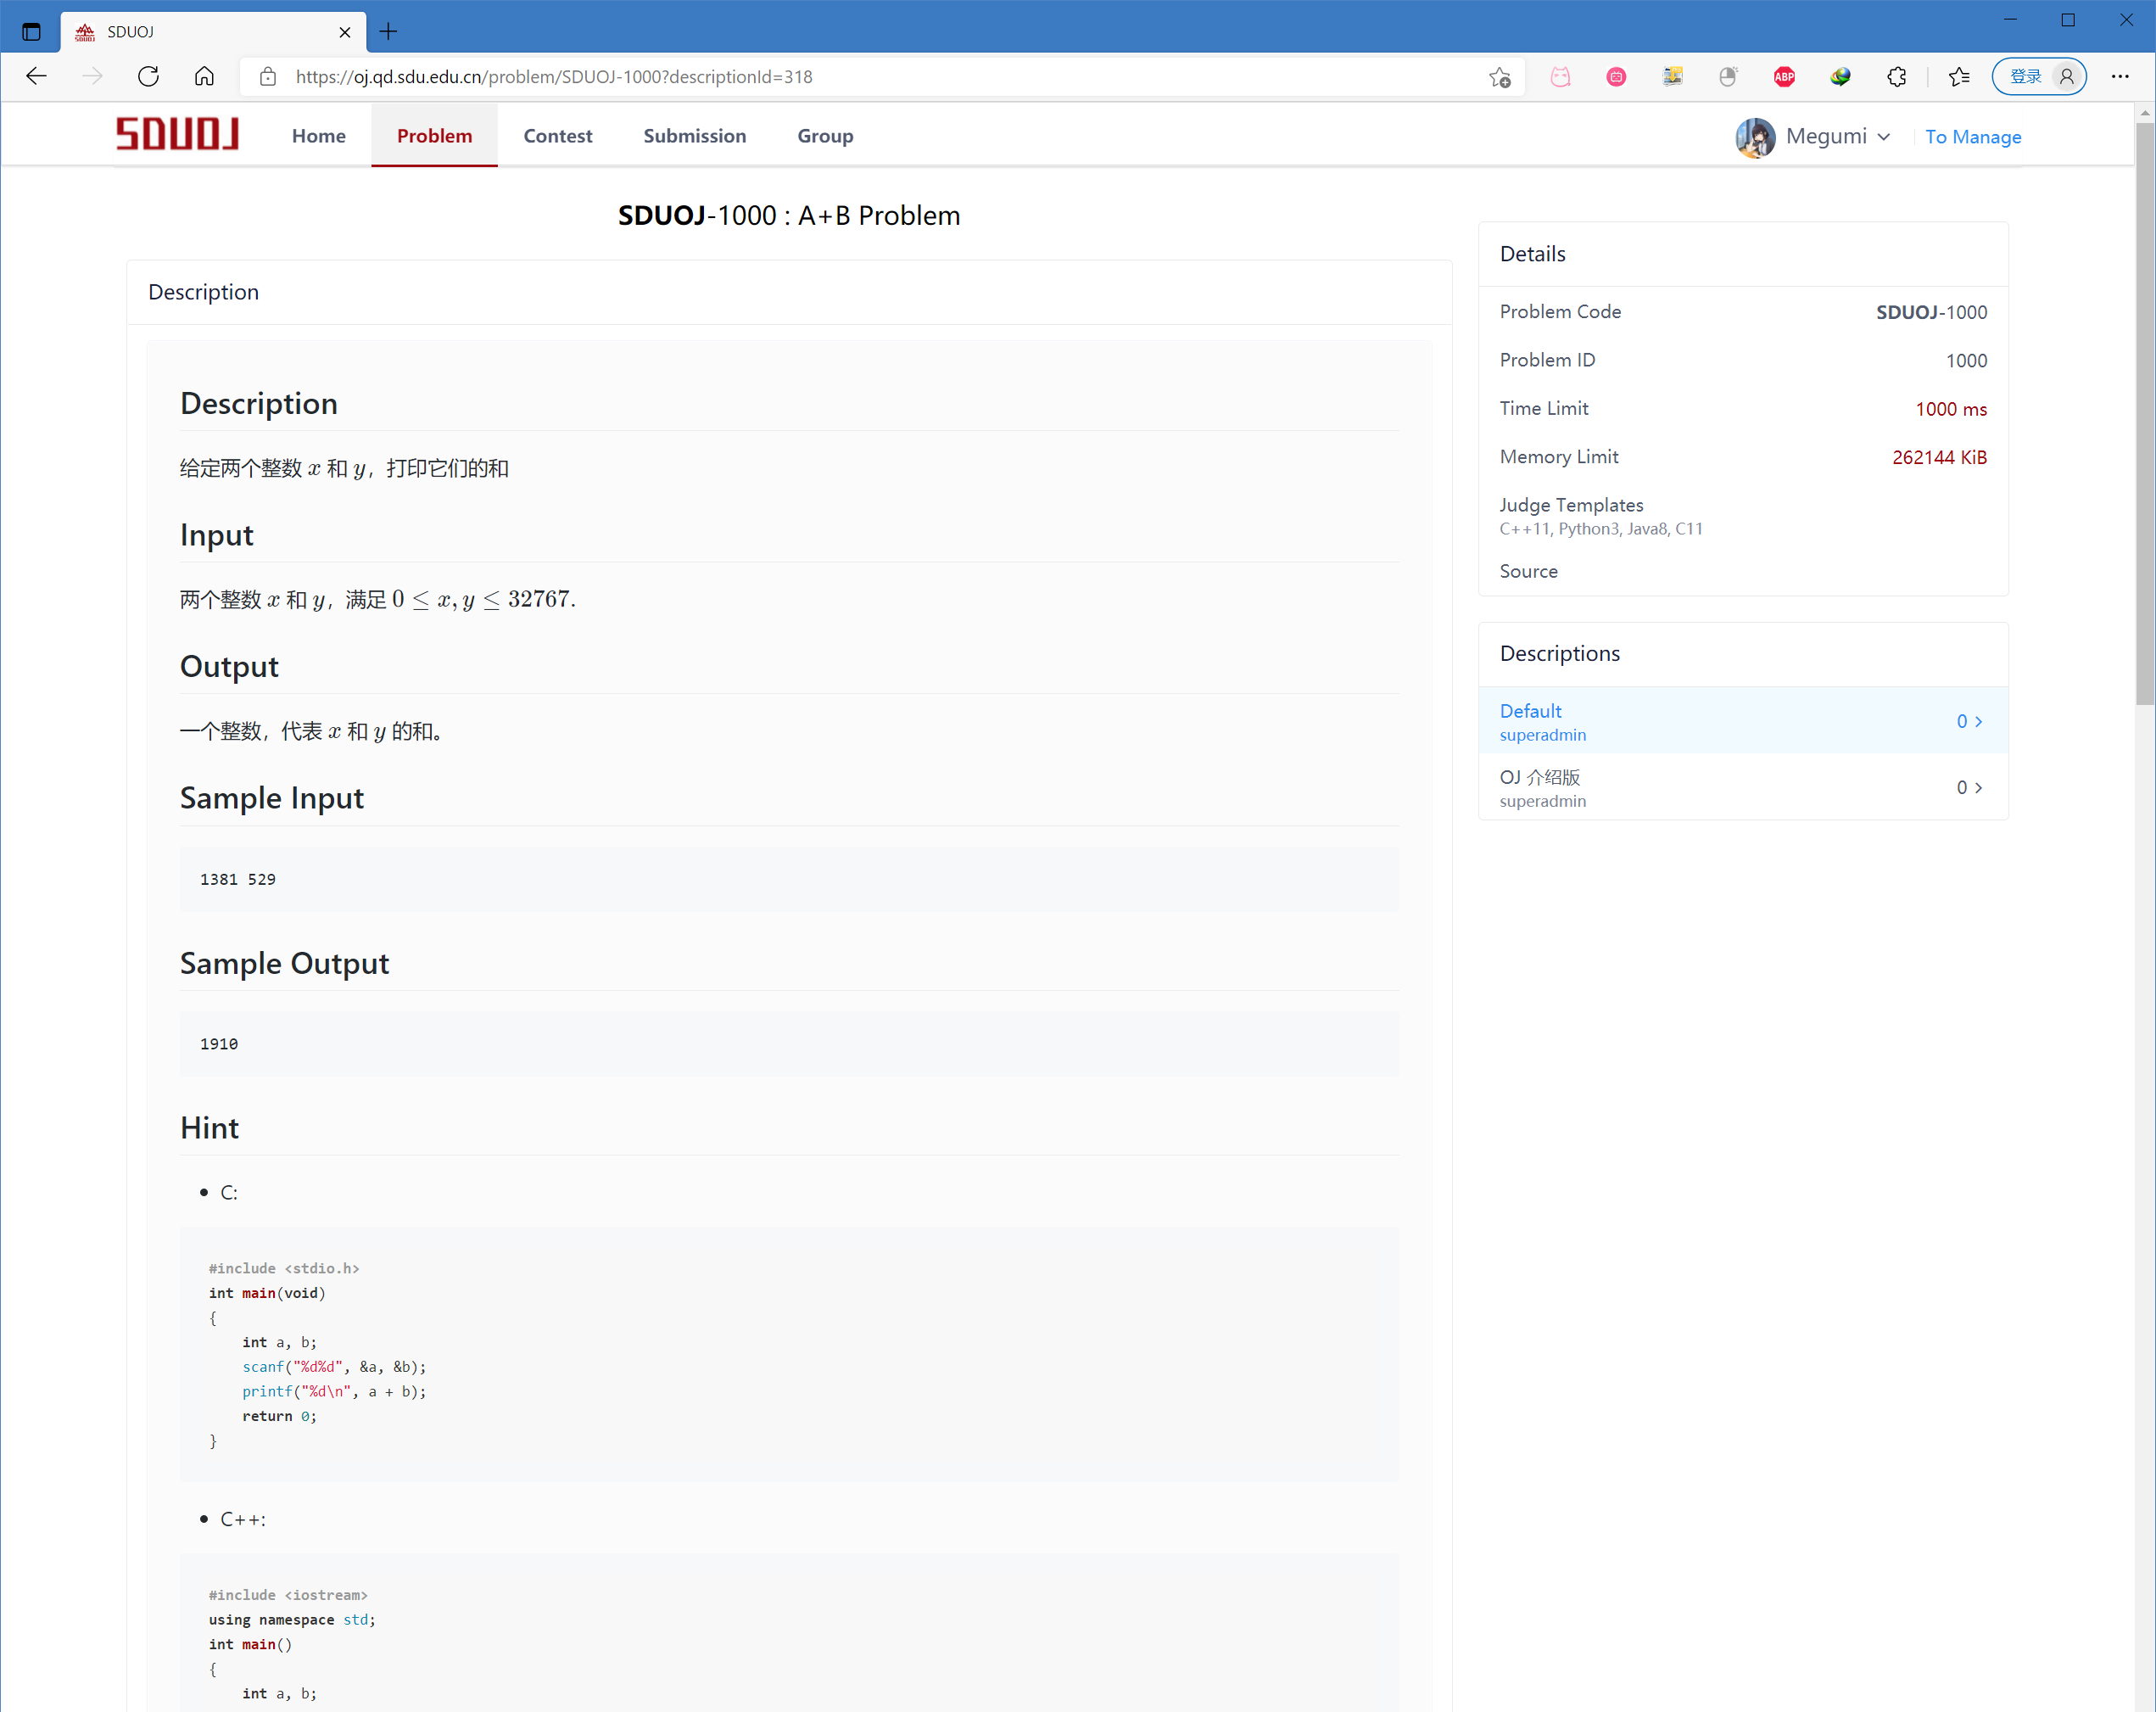 SDUOJ
https://oj.qd.sdu.edu.cn/problem/SDUOJ-1000?descriptionId=318
ABP
登录
SDUOJ
Home
Problem
Contest
Submission
Group
Megumi
To Manage
SDUOJ-1000 : A+B Problem
Description
Description
给定两个整数 x 和 y，打印它们的和
Input
两个整数 x 和 y，满足 0 ≤ x, y ≤ 32767.
Output
一个整数，代表 x 和 y 的和。
Sample Input
1381 529
Sample Output
1910
Hint
• C:
#include <stdio.h>
int main(void)
{
    int a, b;
    scanf("%d%d", &a, &b);
    printf("%d\n", a + b);
    return 0;
}
• C++:
#include <iostream>
using namespace std;
int main()
{
    int a, b;
Details
Problem Code SDUOJ-1000
Problem ID 1000
Time Limit 1000 ms
Memory Limit 262144 KiB
Judge Templates
C++11, Python3, Java8, C11
Source
Descriptions
Default
superadmin
0 >
OJ 介绍版
superadmin
0 >